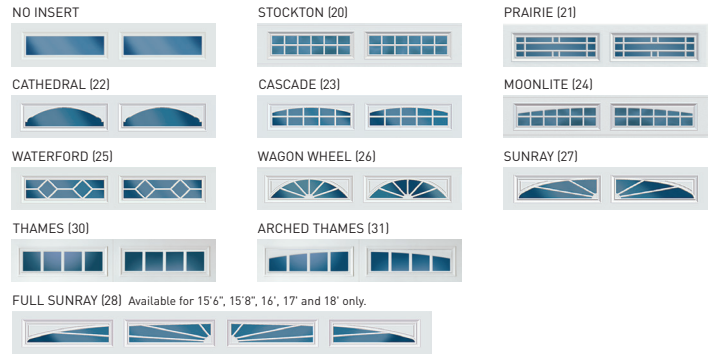 NO INSERT
STOCKTON (20)
PRAIRIE (21)
CATHEDRAL (22)
CASCADE (23)
MOONLITE (24)
WATERFORD (25)
WAGON WHEEL (26)
SUNRAY (27)
THAMES (30)
ARCHED THAMES (31)
FULL SUNRAY (28) Available for 15'6", 15'8", 16', 17' and 18' only.